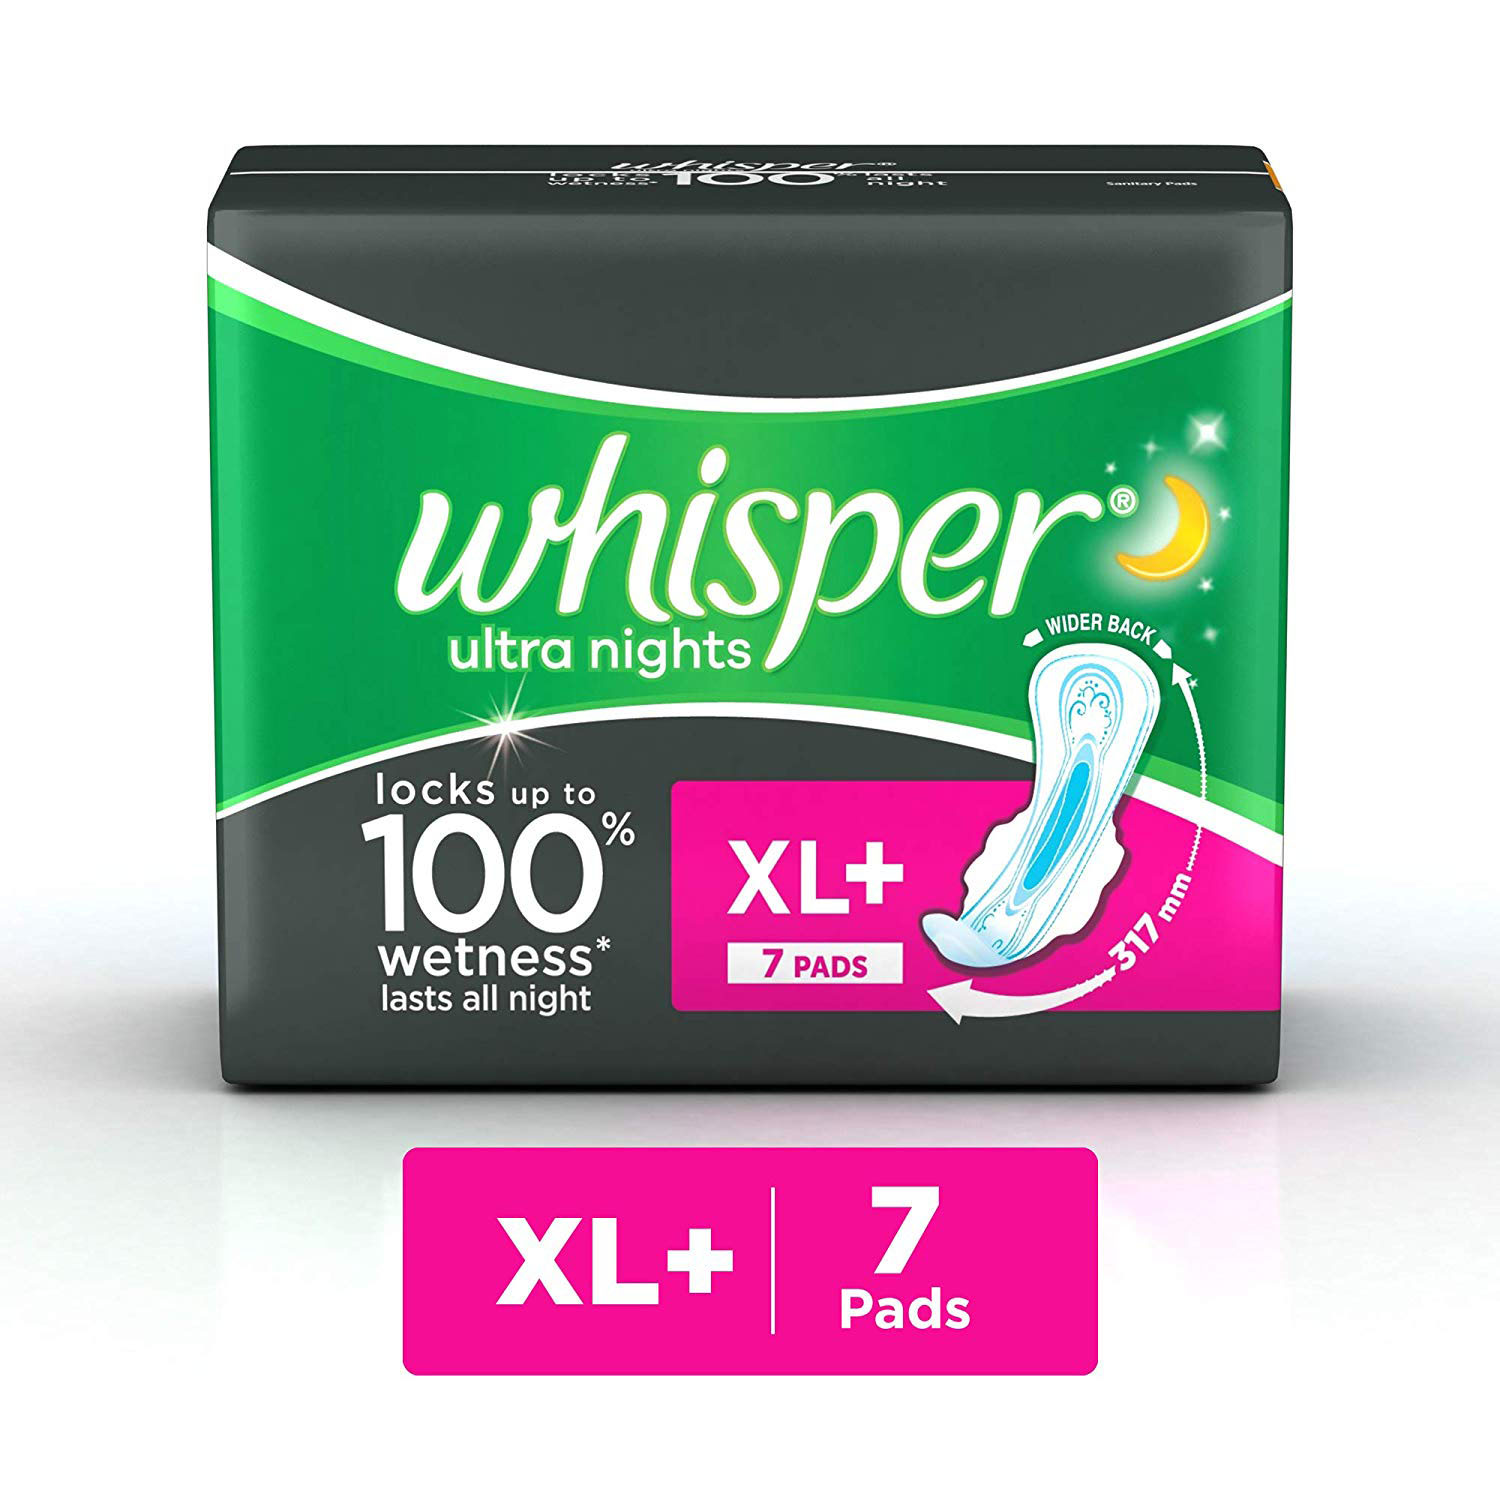 whisper®
locks up to 100% wetness* lasts all night
Sanitary Pads
whisper®
ultra nights
WIDER BACK
locks up to
100%
wetness*
lasts all night
XL+
7 PADS
317 mm
XL+
7
Pads